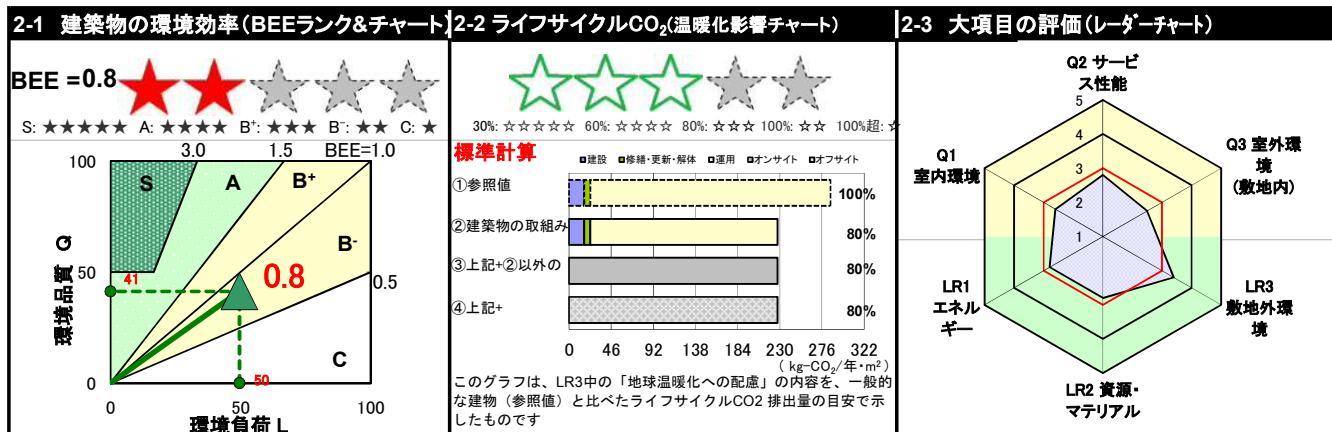 2-1 建築物の環境効率(BEEランク&チャート)
BEE = 0.8
S: ★★★★★ A: ★★★★ B+: ★★★ B-: ★★ C: ★
3.0 1.5 BEE=1.0
100
S A B+
B-
環境品質 Q
50
41
0.8
0.5
C
0
50
0 50 100
環境負荷 L
2-2 ライフサイクルCO2(温暖化影響チャート)
30%: ☆☆☆☆☆ 60%: ☆☆☆☆ 80%: ☆☆☆ 100%: ☆☆ 100%超: ☆
標準計算
建設 修繕・更新・解体 運用 オンサイト オフサイト
①参照値 100%
②建築物の取組み 80%
③上記+②以外の 80%
④上記+ 80%
0 46 92 138 184 230 276 322
( kg-CO2/年・m2 )
このグラフは、LR3中の「地球温暖化への配慮」の内容を、一般的
な建物(参照値)と比べたライフサイクルCO2 排出量の目安で示
したものです
2-3 大項目の評価(レーダーチャート)
Q2 サービ
ス性能
5
4
3
2
1
Q1
室内環境
Q3 室外環
境
(敷地内)
LR1
エネル
ギー
LR3
敷地外環
境
LR2 資源・
マテリアル